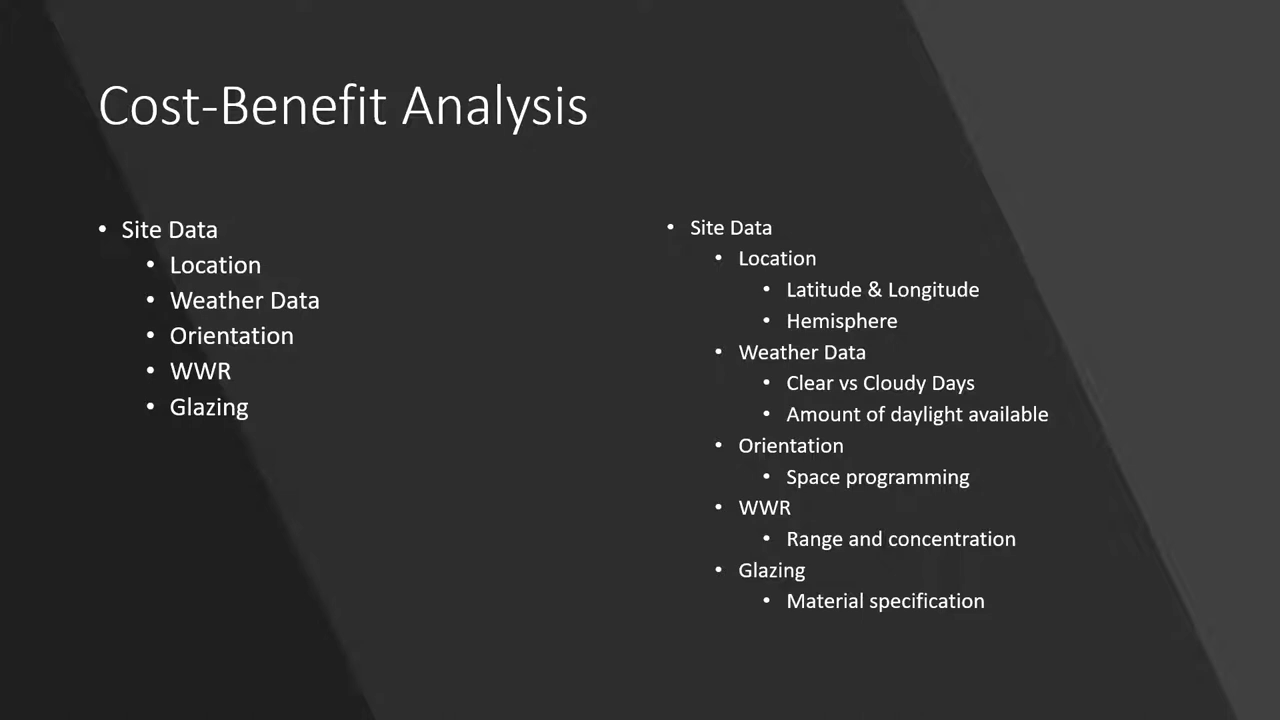 Cost-Benefit Analysis
• Site Data
• Location
• Weather Data
• Orientation
• WWR
• Glazing
• Site Data
• Location
• Latitude & Longitude
• Hemisphere
• Weather Data
• Clear vs Cloudy Days
• Amount of daylight available
• Orientation
• Space programming
• WWR
• Range and concentration
• Glazing
• Material specification